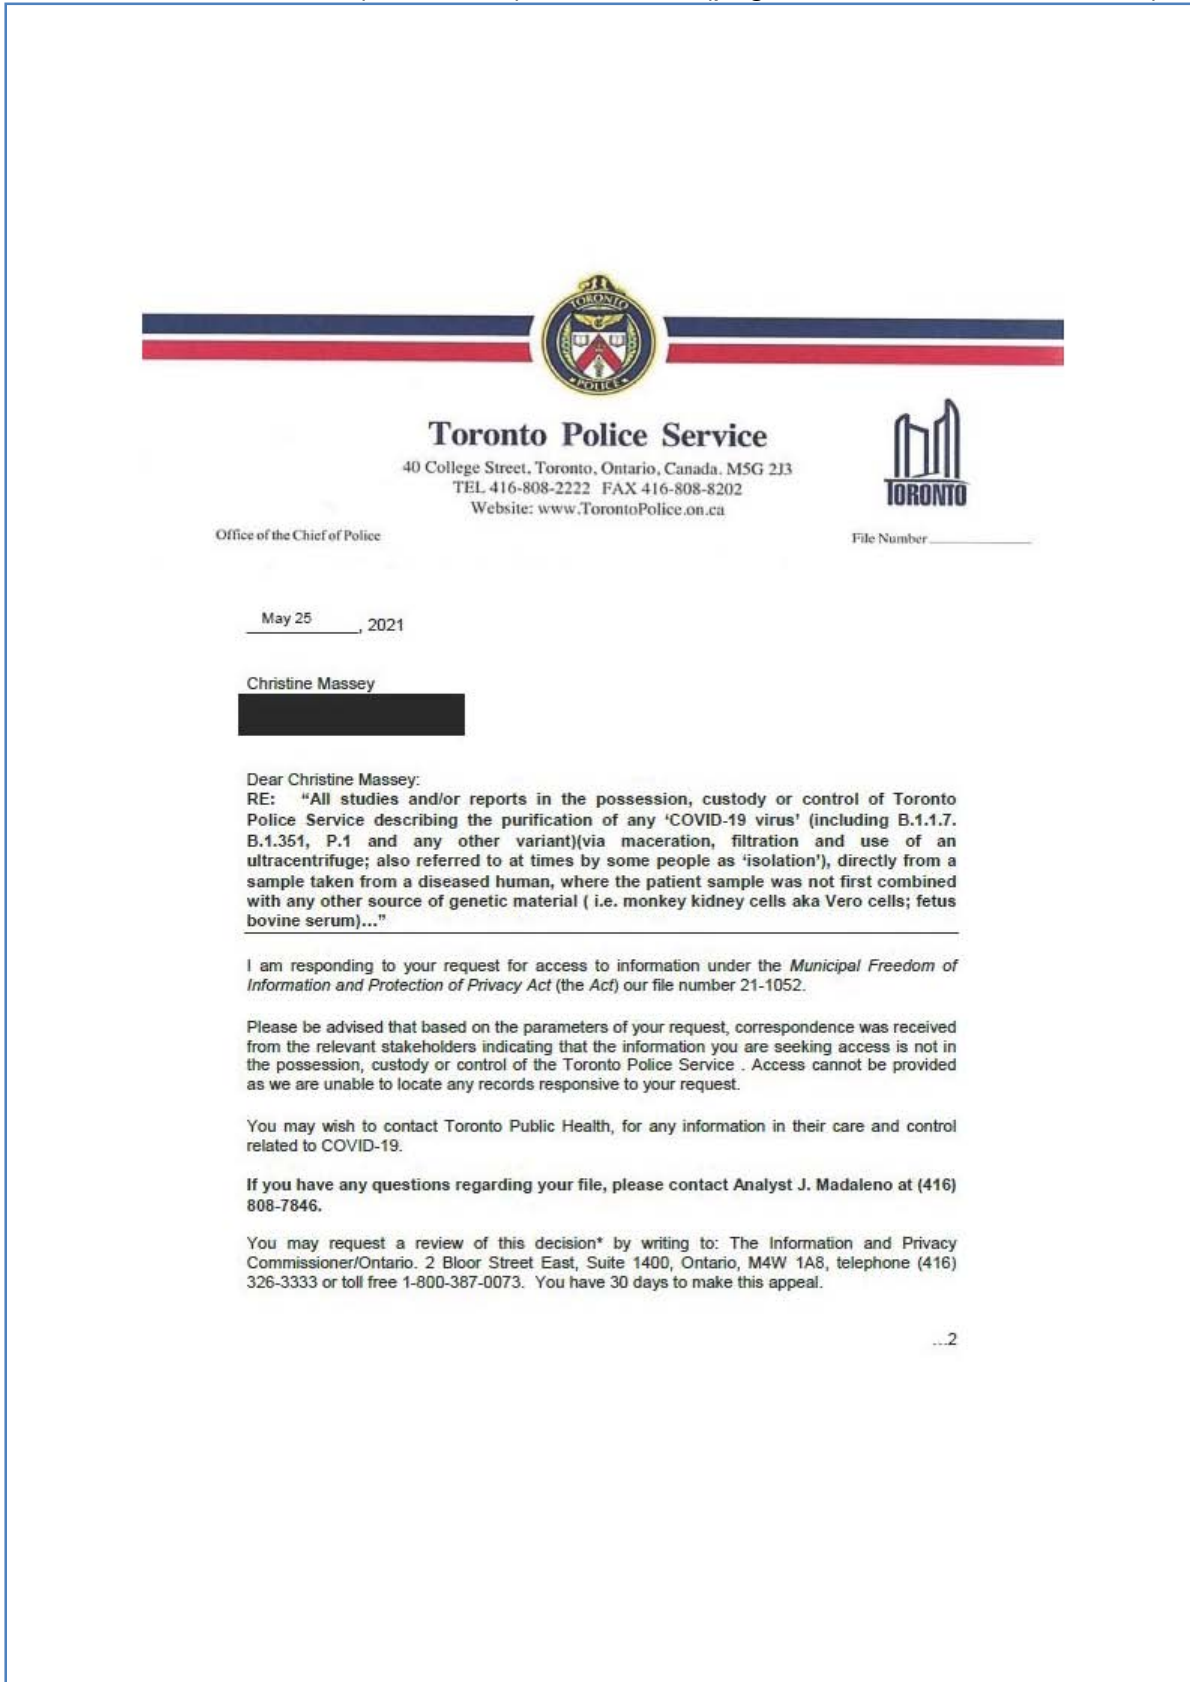 TORONTO
POLICE
Toronto Police Service
40 College Street, Toronto, Ontario, Canada. M5G 2J3
TEL 416-808-2222 FAX 416-808-8202
Website: www.TorontoPolice.on.ca
TORONTO
Office of the Chief of Police
File Number
May 25, 2021
Christine Massey
Dear Christine Massey:
RE: “All studies and/or reports in the possession, custody or control of Toronto
Police Service describing the purification of any ‘COVID-19 virus’ (including B.1.1.7.
B.1.351, P.1 and any other variant)(via maceration, filtration and use of an
ultracentrifuge; also referred to at times by some people as ‘isolation’), directly from a
sample taken from a diseased human, where the patient sample was not first combined
with any other source of genetic material ( i.e. monkey kidney cells aka Vero cells; fetus
bovine serum)...”
I am responding to your request for access to information under the Municipal Freedom of
Information and Protection of Privacy Act (the Act) our file number 21-1052.
Please be advised that based on the parameters of your request, correspondence was received
from the relevant stakeholders indicating that the information you are seeking access is not in
the possession, custody or control of the Toronto Police Service . Access cannot be provided
as we are unable to locate any records responsive to your request.
You may wish to contact Toronto Public Health, for any information in their care and control
related to COVID-19.
If you have any questions regarding your file, please contact Analyst J. Madaleno at (416)
808-7846.
You may request a review of this decision* by writing to: The Information and Privacy
Commissioner/Ontario. 2 Bloor Street East, Suite 1400, Ontario, M4W 1A8, telephone (416)
326-3333 or toll free 1-800-387-0073. You have 30 days to make this appeal.
...2